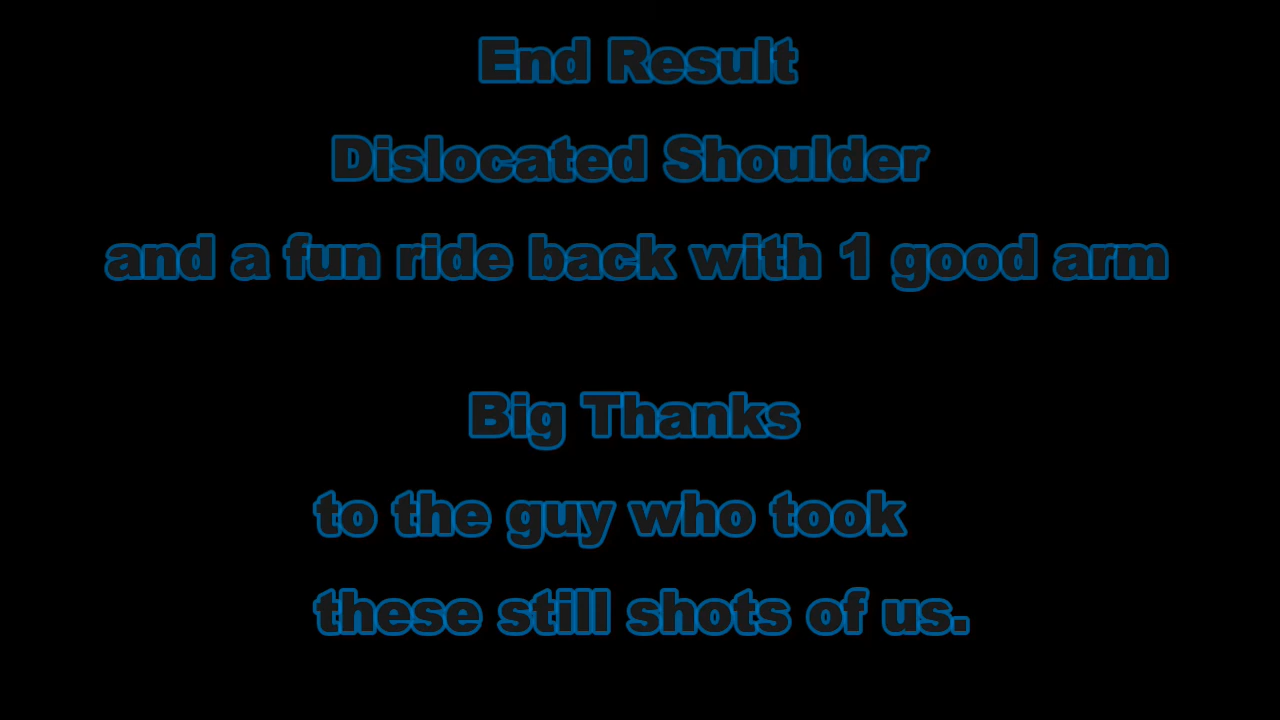 End Result
Dislocated Shoulder
and a fun ride back with 1 good arm
Big Thanks
to the guy who took
these still shots of us.